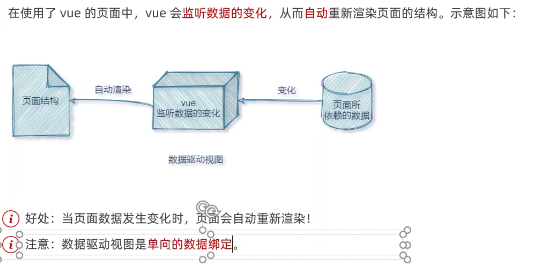 在使用了 vue 的页面中，vue 会监听数据的变化，从而自动重新渲染页面的结构。示意图如下：
页面结构
自动渲染
vue
监听数据的变化
变化
页面所
依赖的数据
数据驱动视图
i 好处：当页面数据发生变化时，页面会自动重新渲染！
i 注意：数据驱动视图是单向的数据绑定。